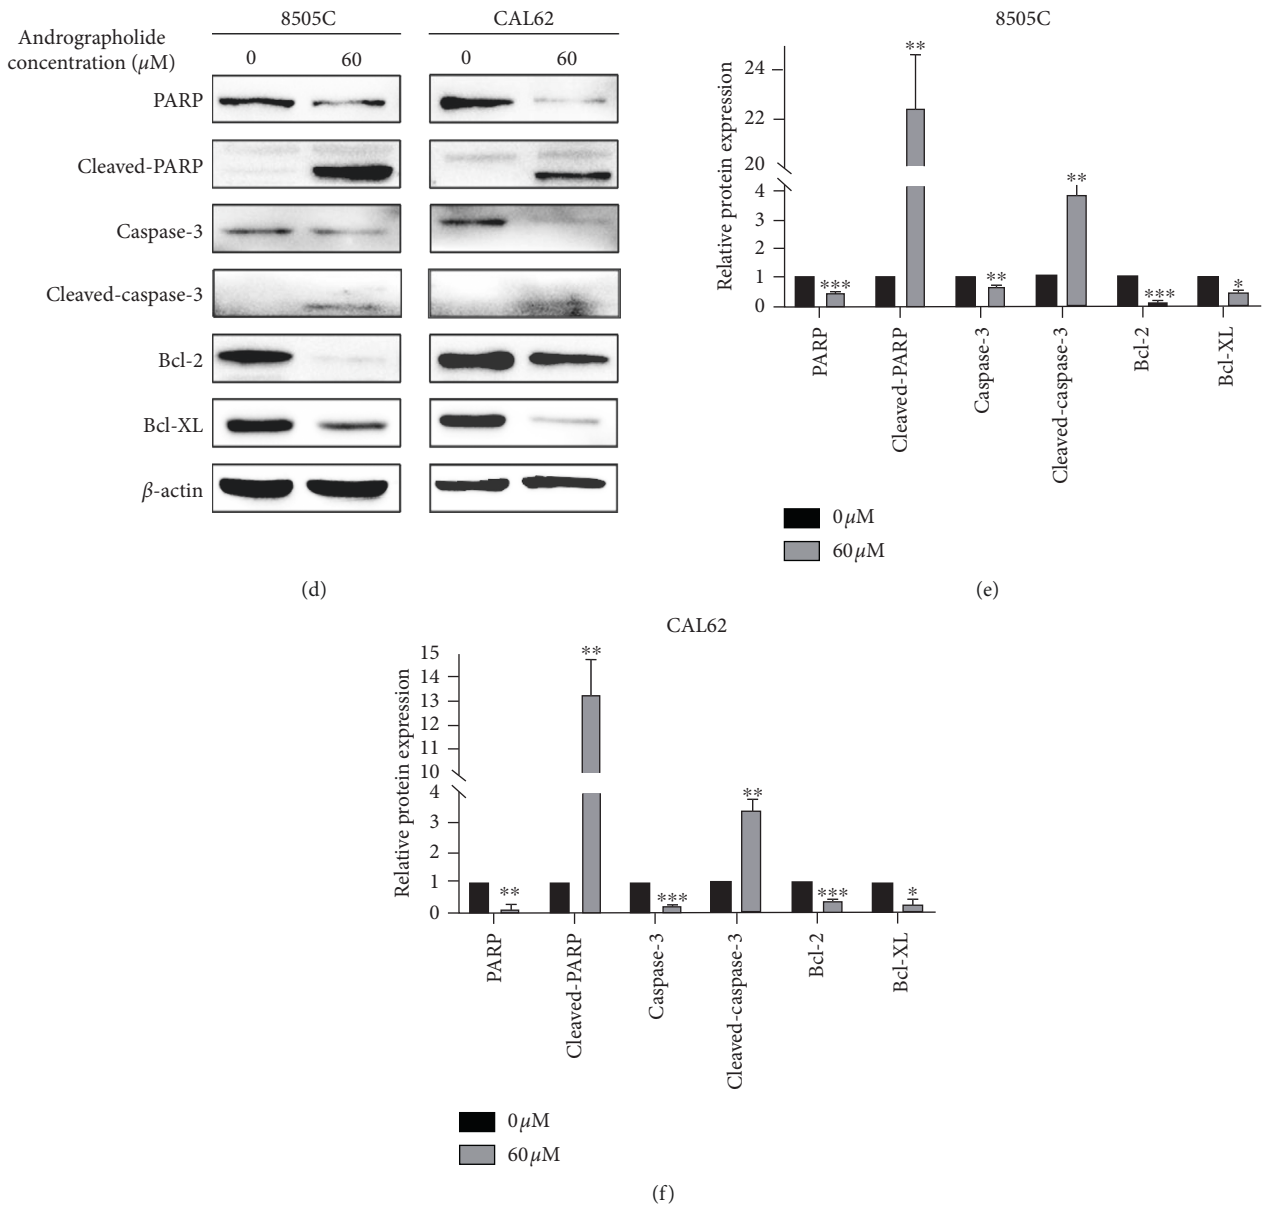 8505C
CAL62
Andrographolide
concentration (μM)
0
60
0
60
PARP
Cleaved-PARP
Caspase-3
Cleaved-caspase-3
Bcl-2
Bcl-XL
β-actin
(d)
8505C
Relative protein expression
24
22
20
4
3
2
1
0
***
**
**
**
***
*
PARP
Cleaved-PARP
Caspase-3
Cleaved-caspase-3
Bcl-2
Bcl-XL
0 μM
60 μM
(e)
CAL62
Relative protein expression
15
14
13
12
11
10
4
3
2
1
0
**
**
***
**
***
*
PARP
Cleaved-PARP
Caspase-3
Cleaved-caspase-3
Bcl-2
Bcl-XL
0 μM
60 μM
(f)